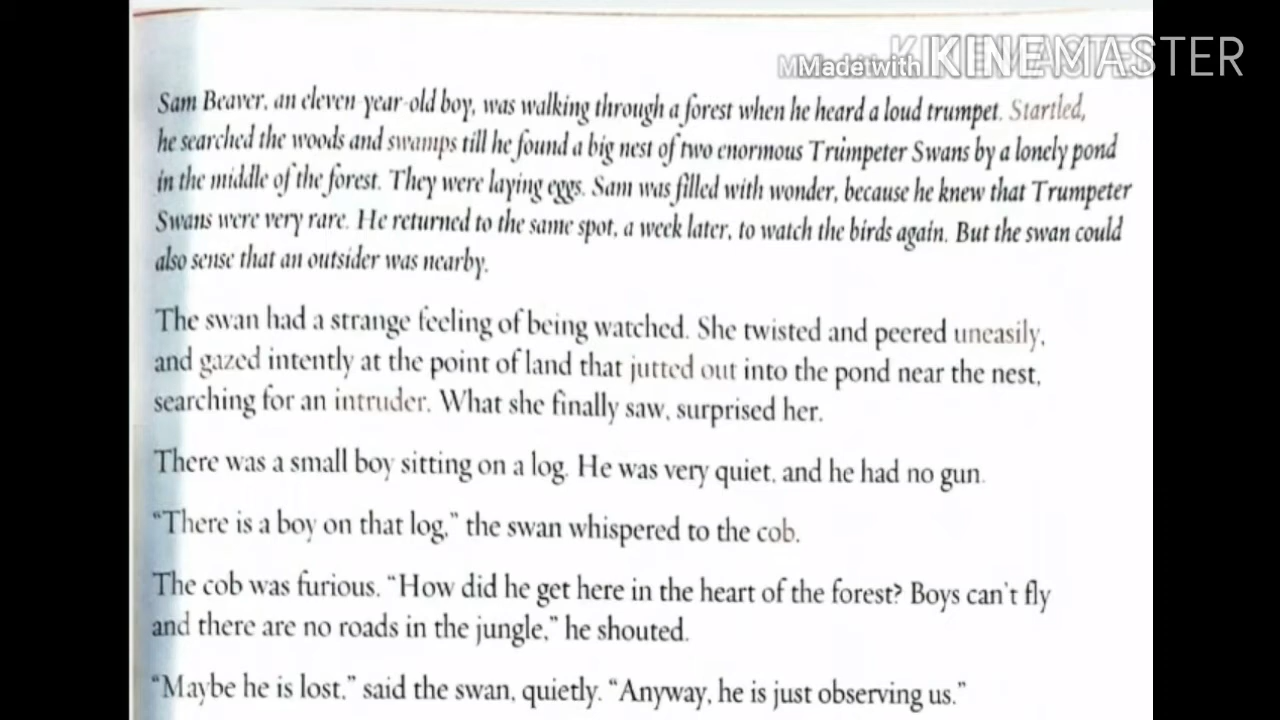 Made with KINEMASTER
Sam Beaver, an eleven-year-old boy, was walking through a forest when he heard a loud trumpet. Startled,
he searched the woods and swamps till he found a big nest of two enormous Trumpeter Swans by a lonely pond
in the middle of the forest. They were laying eggs. Sam was filled with wonder, because he knew that Trumpeter
Swans were very rare. He returned to the same spot, a week later, to watch the birds again. But the swan could
also sense that an outsider was nearby.
The swan had a strange feeling of being watched. She twisted and peered uneasily,
and gazed intently at the point of land that jutted out into the pond near the nest,
searching for an intruder. What she finally saw, surprised her.
There was a small boy sitting on a log. He was very quiet, and he had no gun.
“There is a boy on that log,” the swan whispered to the cob.
The cob was furious. “How did he get here in the heart of the forest? Boys can't fly
and there are no roads in the jungle,” he shouted.
“Maybe he is lost,” said the swan, quietly. “Anyway, he is just observing us.”